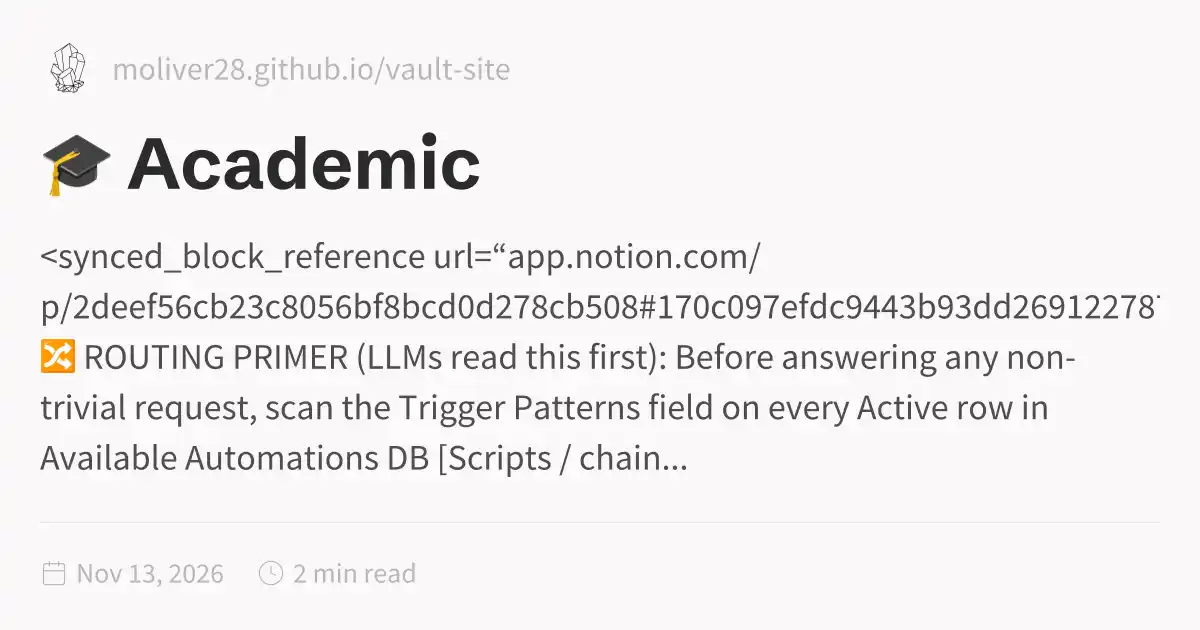 moliver28.github.io/vault-site
🎓 Academic
<synced_block_reference url=“app.notion.com/
p/2deef56cb23c8056bf8bcd0d278cb508#170c097efdc9443b93dd26912278
🔀 ROUTING PRIMER (LLMs read this first): Before answering any non-
trivial request, scan the Trigger Patterns field on every Active row in
Available Automations DB [Scripts / chain...
Nov 13, 2026 2 min read